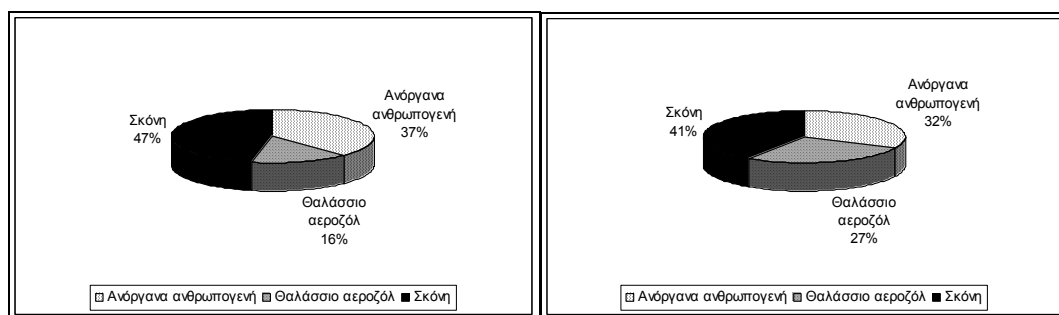 Ανόργανα
ανθρωπογενή
37%
Σκόνη
47%
Θαλάσσιο
αεροζόλ
16%
Ανόργανα ανθρωπογενή Θαλάσσιο αεροζόλ Σκόνη
Ανόργανα
ανθρωπογενή
32%
Σκόνη
41%
Θαλάσσιο
αεροζόλ
27%
Ανόργανα ανθρωπογενή Θαλάσσιο αεροζόλ Σκόνη